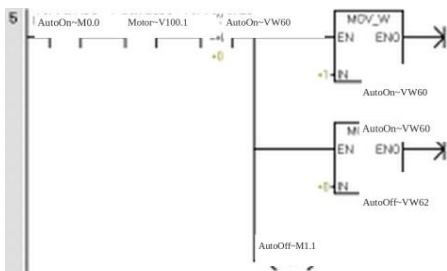 5
AutoOn~M0.0
Motor~V100.1
AutoOn~VW60
MOV_W
EN ENO
+0
+1 IN
AutoOn~VW60
AutoOn~VW60
EN ENO
+0 IN
AutoOff~VW62
AutoOff~M1.1